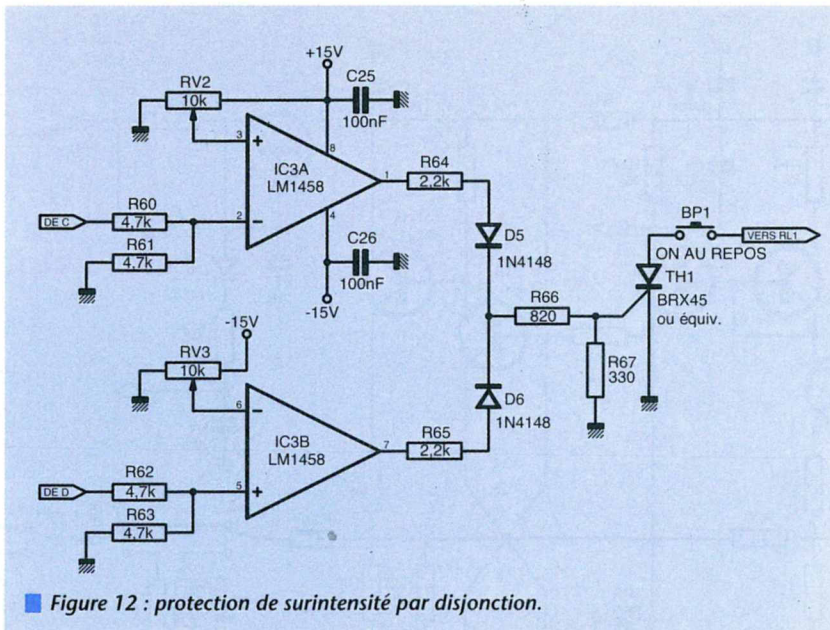 +15V
C25
RV2
10k
100nF
3
+
8
IC3A
LM1458
1
R64
2,2k
DE C
R60
4,7k
2
−
4
R61
4,7k
C26
100nF
D5
1N4148
BP1
VERS RL1
ON AU REPOS
TH1
BRX45
ou équiv.
-15V
R66
820
-15V
RV3
10k
R67
330
6
−
D6
1N4148
IC3B
LM1458
7
R65
2,2k
DE D
R62
4,7k
5
+
R63
4,7k
Figure 12 : protection de surintensité par disjonction.